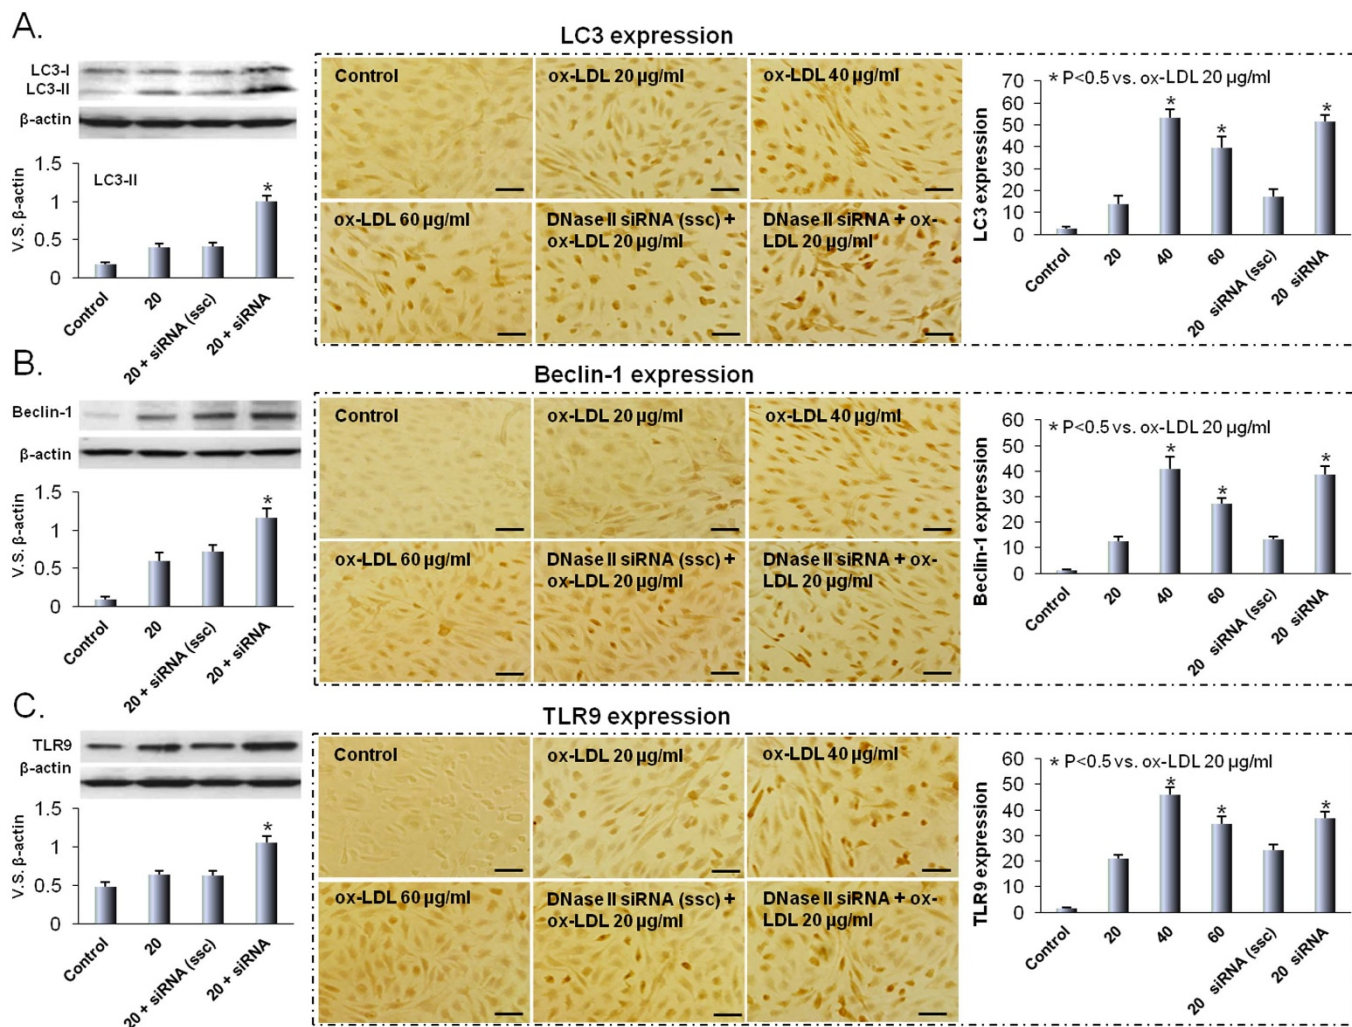 A.
LC3 expression
LC3-I
LC3-II
β-actin
V.S. β-actin
1.5
1
0.5
0
LC3-II
*
Control
20
20 + siRNA (ssc)
20 + siRNA
Control
ox-LDL 20 µg/ml
ox-LDL 40 µg/ml
ox-LDL 60 µg/ml
DNase II siRNA (ssc) +
ox-LDL 20 µg/ml
DNase II siRNA + ox-
LDL 20 µg/ml
LC3 expression
70
60
50
40
30
20
10
0
* P<0.5 vs. ox-LDL 20 µg/ml
*
*
*
Control
20
40
60
20 siRNA (ssc)
20 siRNA
B.
Beclin-1 expression
Beclin-1
β-actin
V.S. β-actin
1.5
1
0.5
0
*
Control
20
20 + siRNA (ssc)
20 + siRNA
Control
ox-LDL 20 µg/ml
ox-LDL 40 µg/ml
ox-LDL 60 µg/ml
DNase II siRNA (ssc) +
ox-LDL 20 µg/ml
DNase II siRNA + ox-
LDL 20 µg/ml
Beclin-1 expression
60
50
40
30
20
10
0
* P<0.5 vs. ox-LDL 20 µg/ml
*
*
*
Control
20
40
60
20 siRNA (ssc)
20 siRNA
C.
TLR9 expression
TLR9
β-actin
V.S. β-actin
1.5
1
0.5
0
*
Control
20
20 + siRNA (ssc)
20 + siRNA
Control
ox-LDL 20 µg/ml
ox-LDL 40 µg/ml
ox-LDL 60 µg/ml
DNase II siRNA (ssc) +
ox-LDL 20 µg/ml
DNase II siRNA + ox-
LDL 20 µg/ml
TLR9 expression
60
50
40
30
20
10
0
* P<0.5 vs. ox-LDL 20 µg/ml
*
*
*
Control
20
40
60
20 siRNA (ssc)
20 siRNA